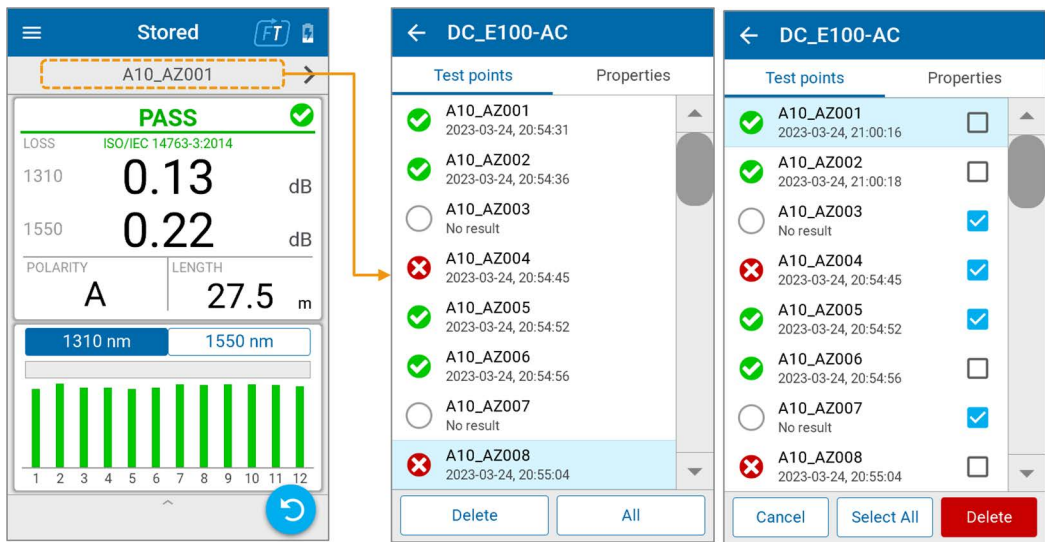 Stored
FT
A10_AZ001
PASS
LOSS
ISO/IEC 14763-3:2014
1310
0.13
dB
1550
0.22
dB
POLARITY
LENGTH
A
27.5 m
1310 nm
1550 nm
1 2 3 4 5 6 7 8 9 10 11 12
DC_E100-AC
Test points
Properties
A10_AZ001
2023-03-24, 20:54:31
A10_AZ002
2023-03-24, 20:54:36
A10_AZ003
No result
A10_AZ004
2023-03-24, 20:54:45
A10_AZ005
2023-03-24, 20:54:52
A10_AZ006
2023-03-24, 20:54:56
A10_AZ007
No result
A10_AZ008
2023-03-24, 20:55:04
Delete
All
DC_E100-AC
Test points
Properties
A10_AZ001
2023-03-24, 21:00:16
A10_AZ002
2023-03-24, 21:00:18
A10_AZ003
No result
A10_AZ004
2023-03-24, 20:54:45
A10_AZ005
2023-03-24, 20:54:52
A10_AZ006
2023-03-24, 20:54:56
A10_AZ007
No result
A10_AZ008
2023-03-24, 20:55:04
Cancel
Select All
Delete